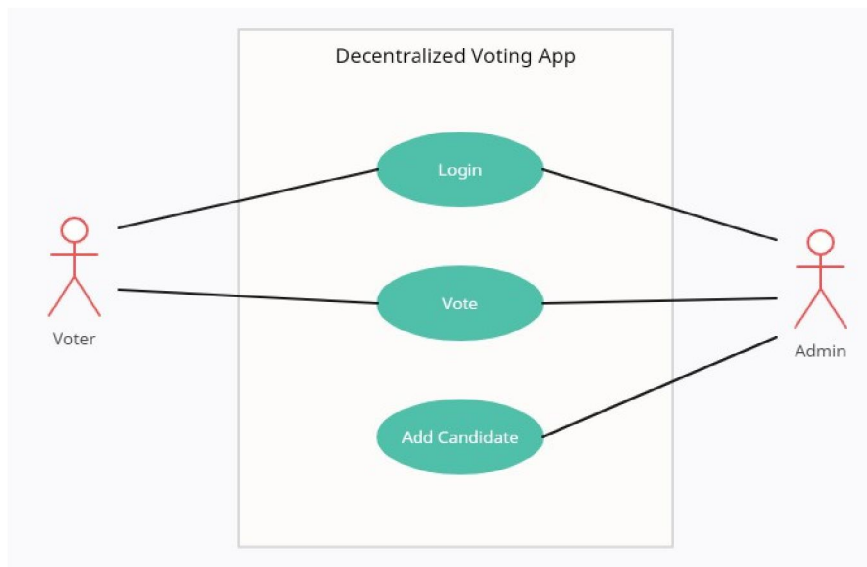 Decentralized Voting App
Login
Vote
Voter
Admin
Add Candidate